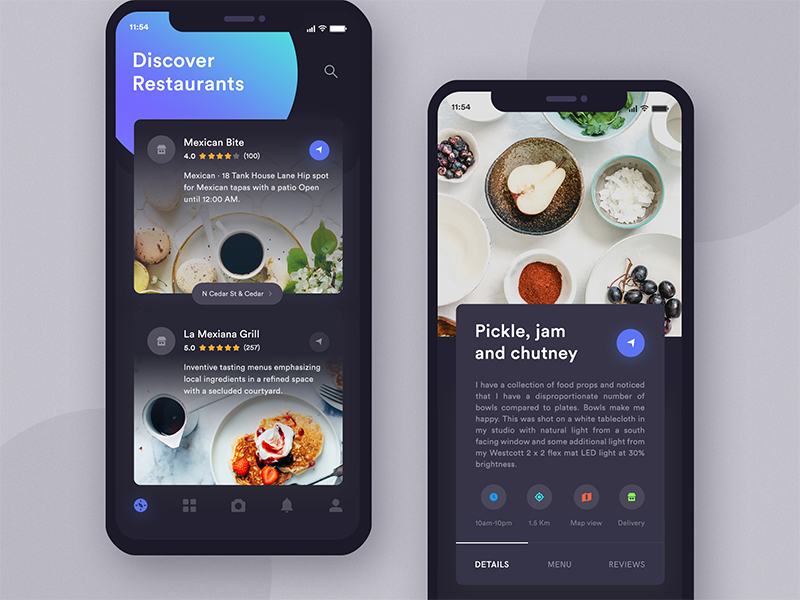 11:54
Discover
Restaurants
Mexican Bite
4.0 (100)
Mexican · 18 Tank House Lane Hip spot
for Mexican tapas with a patio Open
until 12:00 AM.
N Cedar St & Cedar
La Mexiana Grill
5.0 (257)
Inventive tasting menus emphasizing
local ingredients in a refined space
with a secluded courtyard.
11:54
Pickle, jam
and chutney
I have a collection of food props and noticed
that I have a disproportionate number of
bowls compared to plates. Bowls make me
happy. This was shot on a white tablecloth in
my studio with natural light from a south
facing window and some additional light from
my Westcott 2 x 2 flex mat LED light at 30%
brightness.
10am-10pm 1.5 Km Map view Delivery
DETAILS MENU REVIEWS